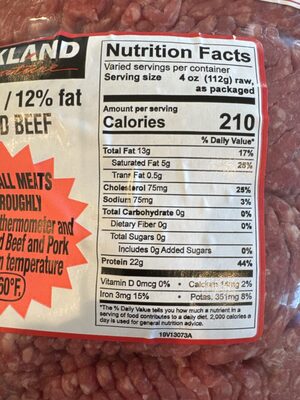 KLAND
/ 12% fat
D BEEF
ALL MEATS
ROUGHLY
thermometer and
d Beef and Pork
n temperature
60°F.
Nutrition Facts
Varied servings per container
Serving size 4 oz (112g) raw,
as packaged
Amount per serving
Calories 210
% Daily Value*
Total Fat 13g 17%
Saturated Fat 5g 25%
Trans Fat 0.5g
Cholesterol 75mg 25%
Sodium 75mg 3%
Total Carbohydrate 0g 0%
Dietary Fiber 0g 0%
Total Sugars 0g
Includes 0g Added Sugars 0%
Protein 22g 44%
Vitamin D 0mcg 0% • Calcium 2%
Iron 3mg 15% • Potas. 351mg 8%
*The % Daily Value tells you how much a nutrient in a
serving of food contributes to a daily diet. 2,000 calories a
day is used for general nutrition advice.
19V13073A